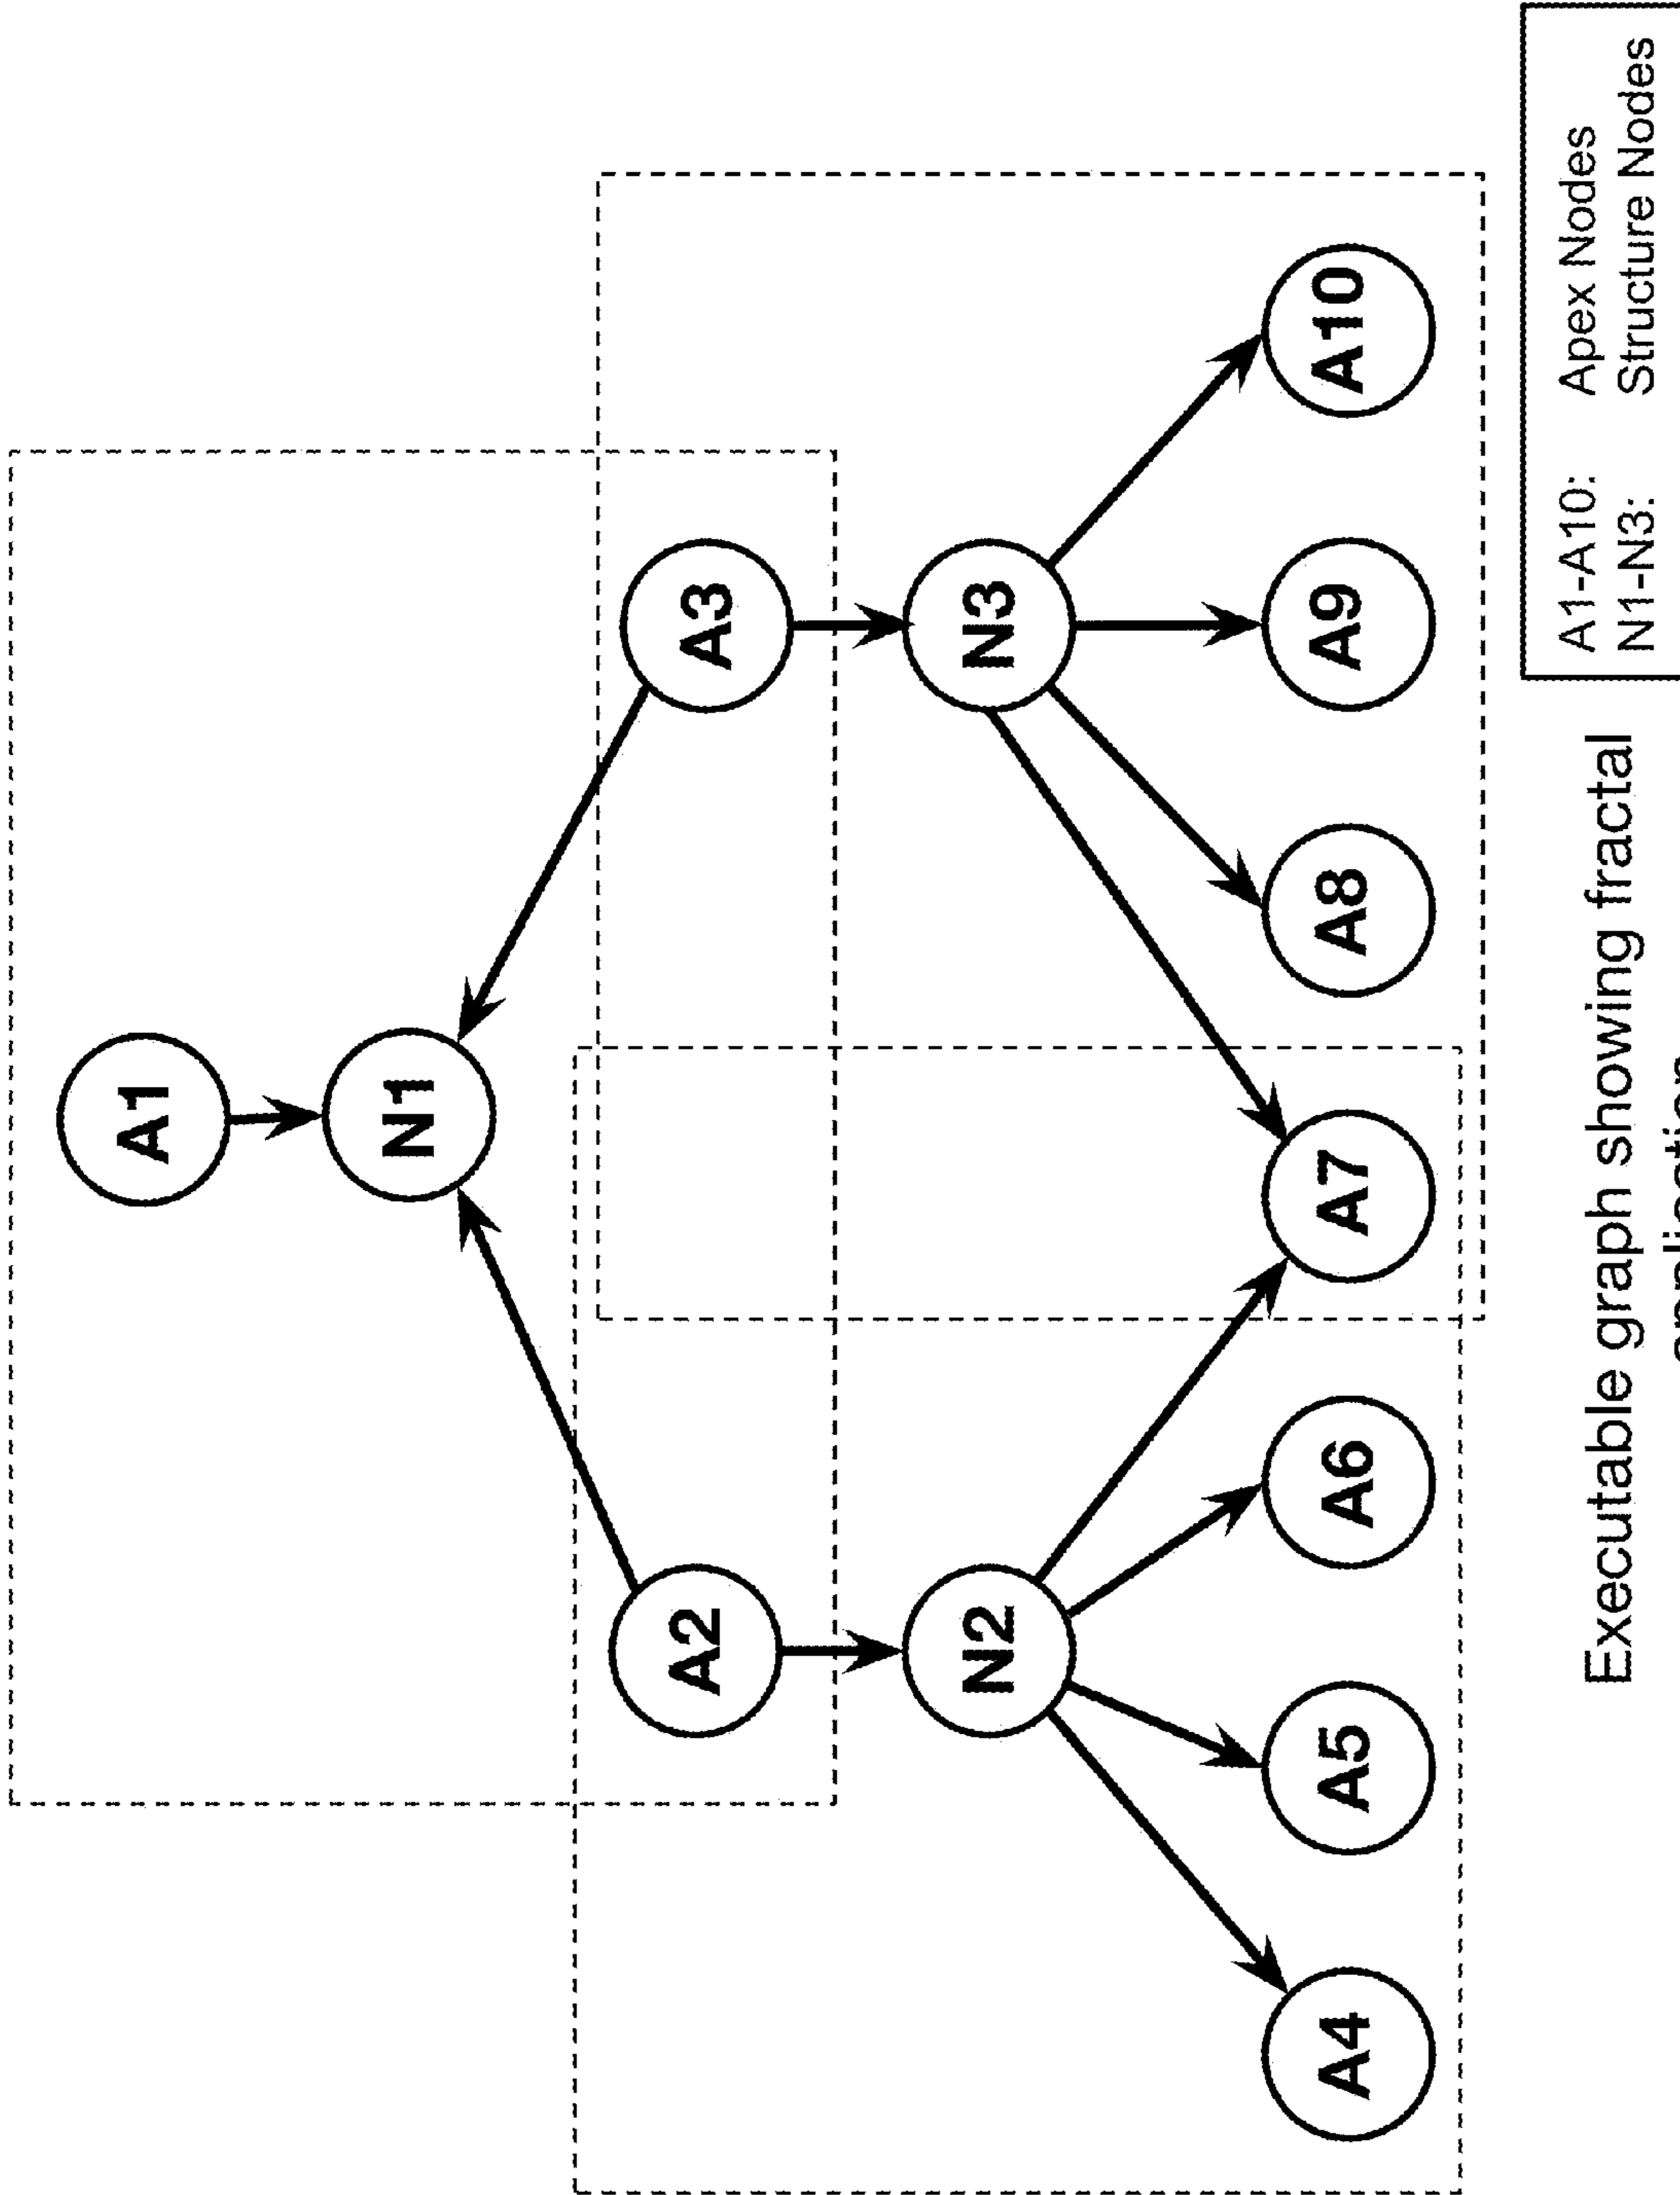 A1
N1
A2
A3
N2
N3
A4
A5
A6
A7
A8
A9
A10
Executable graph showing fractal
application
A1-A10: Apex Nodes
N1-N3: Structure Nodes